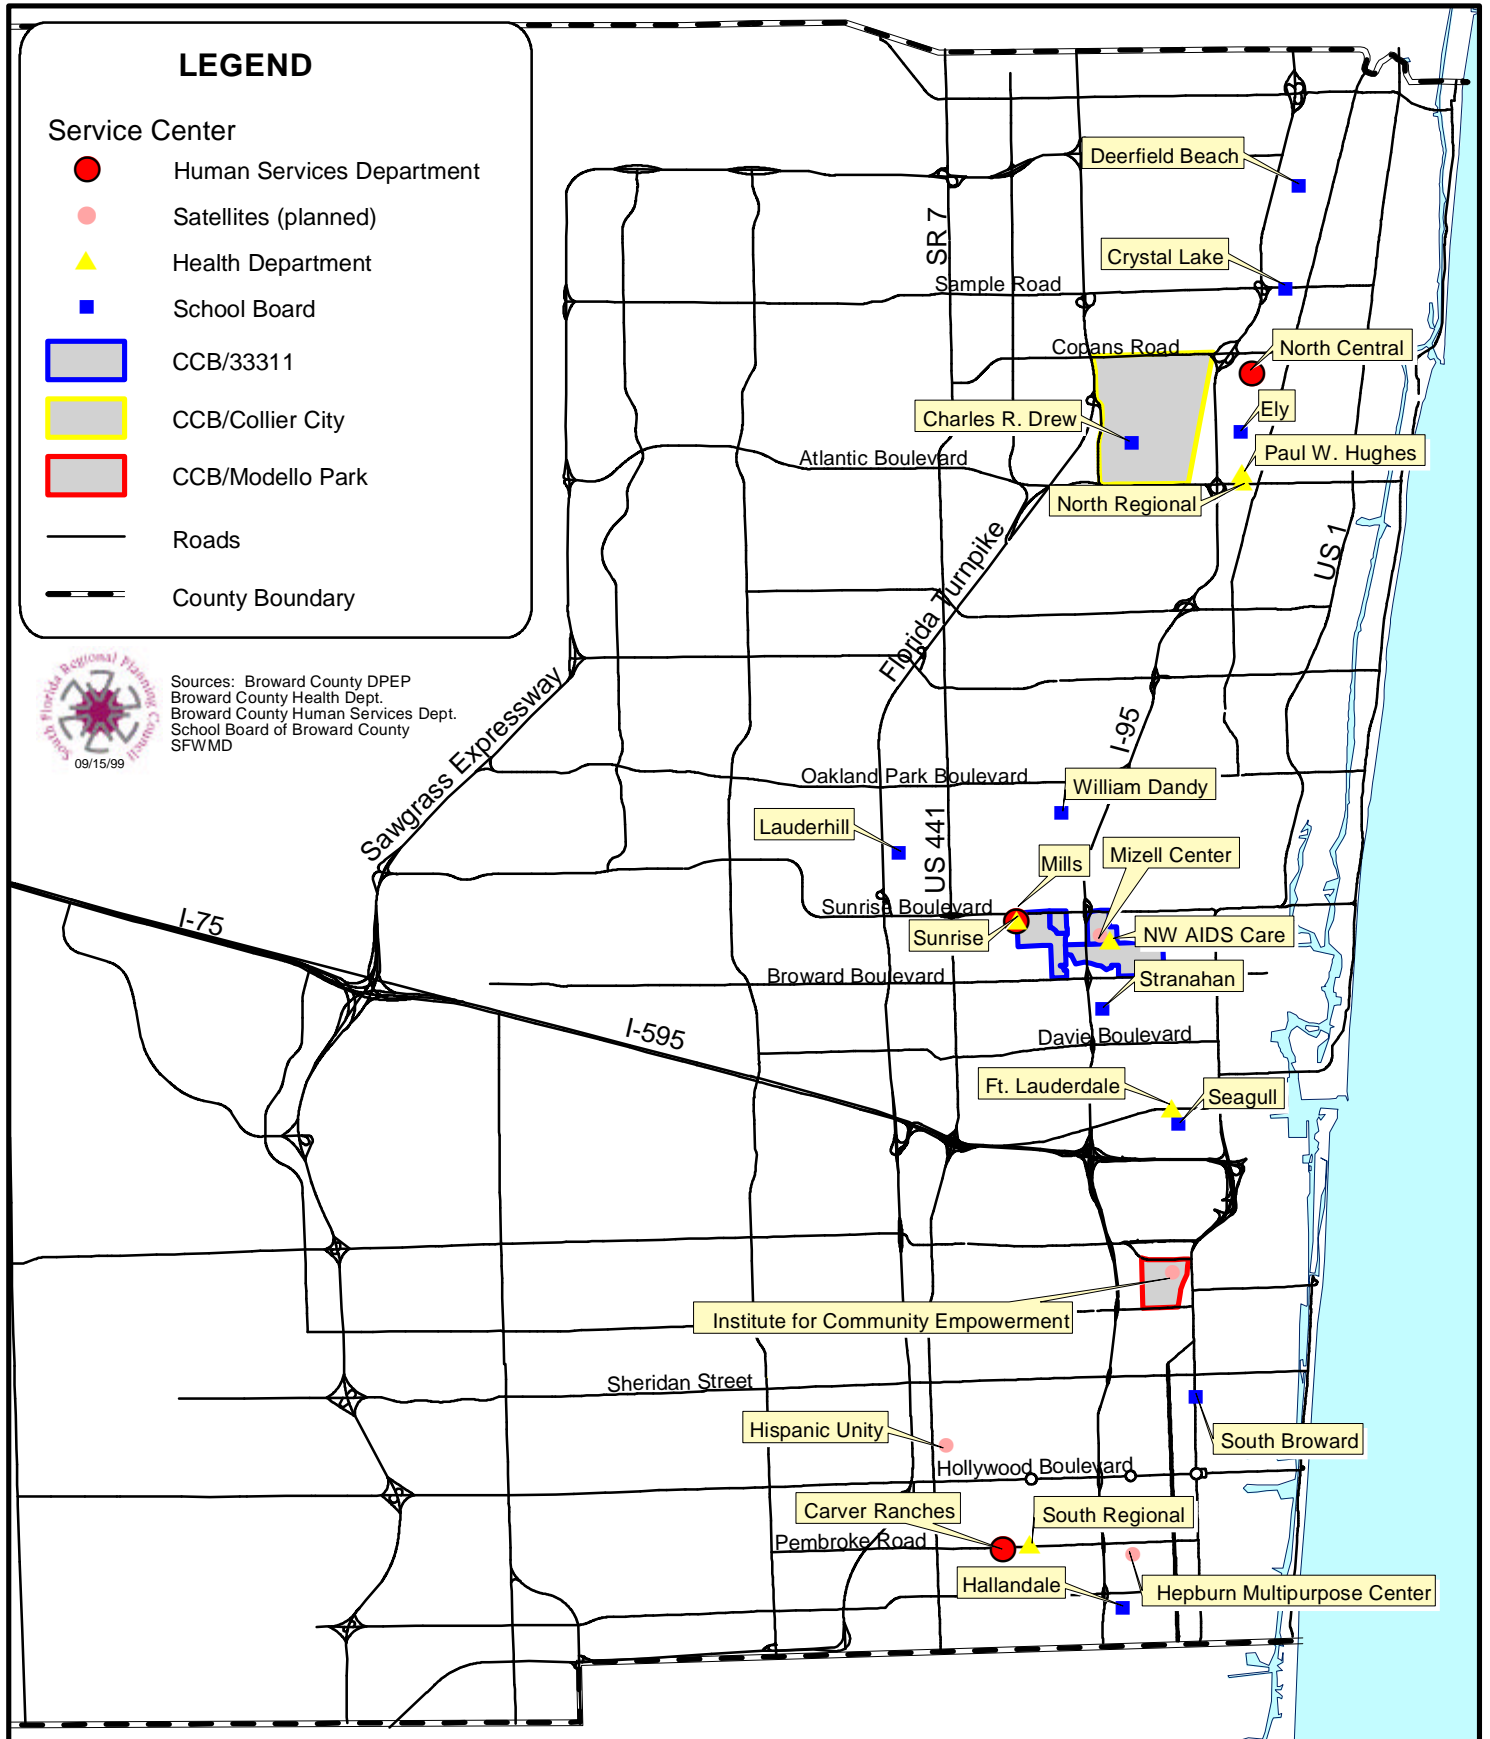 LEGEND
Service Center
Human Services Department
Satellites (planned)
Health Department
School Board
CCB/33311
CCB/Collier City
CCB/Modello Park
Roads
County Boundary
South Florida Regional Planning Council
09/15/99
Sources: Broward County DPEP
Broward County Health Dept.
Broward County Human Services Dept.
School Board of Broward County
SFWMD
Deerfield Beach
SR 7
Crystal Lake
Sample Road
Copans Road
North Central
Charles R. Drew
Ely
Paul W. Hughes
Atlantic Boulevard
North Regional
US 1
Florida Turnpike
Sawgrass Expressway
I-95
Oakland Park Boulevard
William Dandy
Lauderhill
US 441
Mills
Mizell Center
Sunrise Boulevard
Sunrise
NW AIDS Care
I-75
Broward Boulevard
Stranahan
I-595
Davie Boulevard
Ft. Lauderdale
Seagull
Institute for Community Empowerment
Sheridan Street
Hispanic Unity
South Broward
Hollywood Boulevard
Carver Ranches
South Regional
Pembroke Road
Hallandale
Hepburn Multipurpose Center